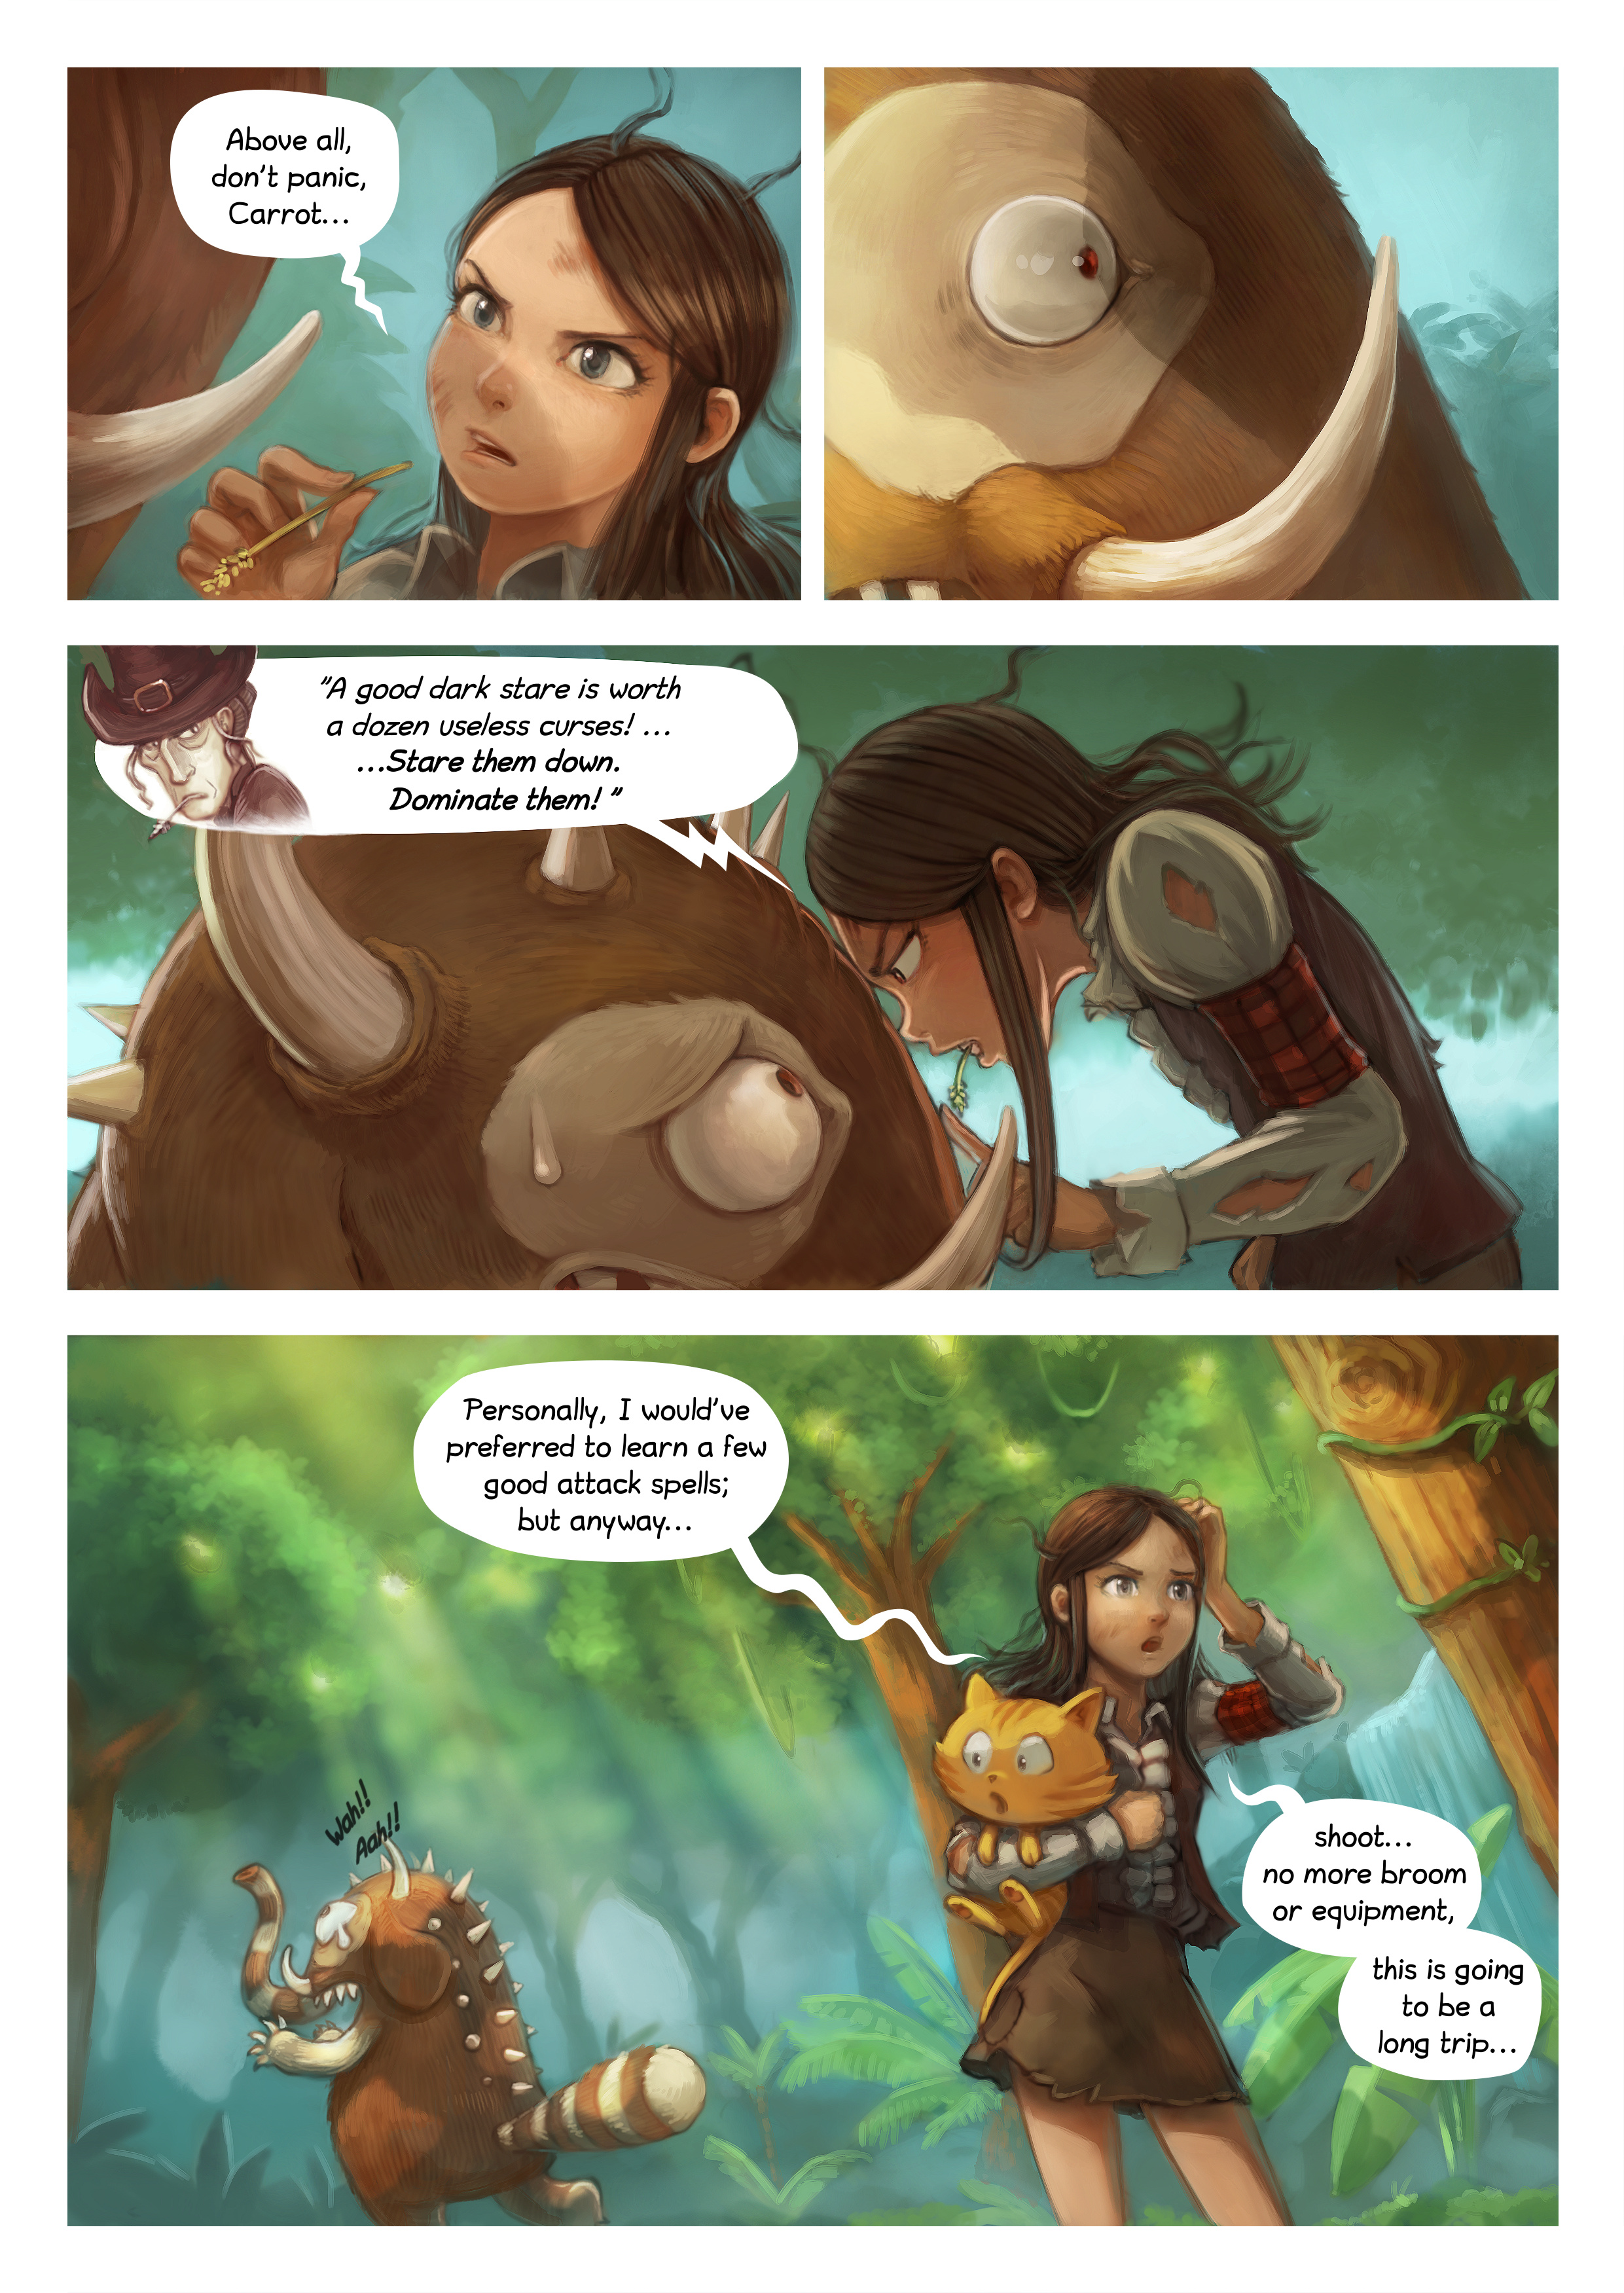 Above all,
don't panic,
Carrot...
"A good dark stare is worth
a dozen useless curses! ...
...Stare them down.
Dominate them! "
Personally, I would've
preferred to learn a few
good attack spells;
but anyway...
Wah!!
Aah!!
shoot...
no more broom
or equipment,
this is going
to be a
long trip...